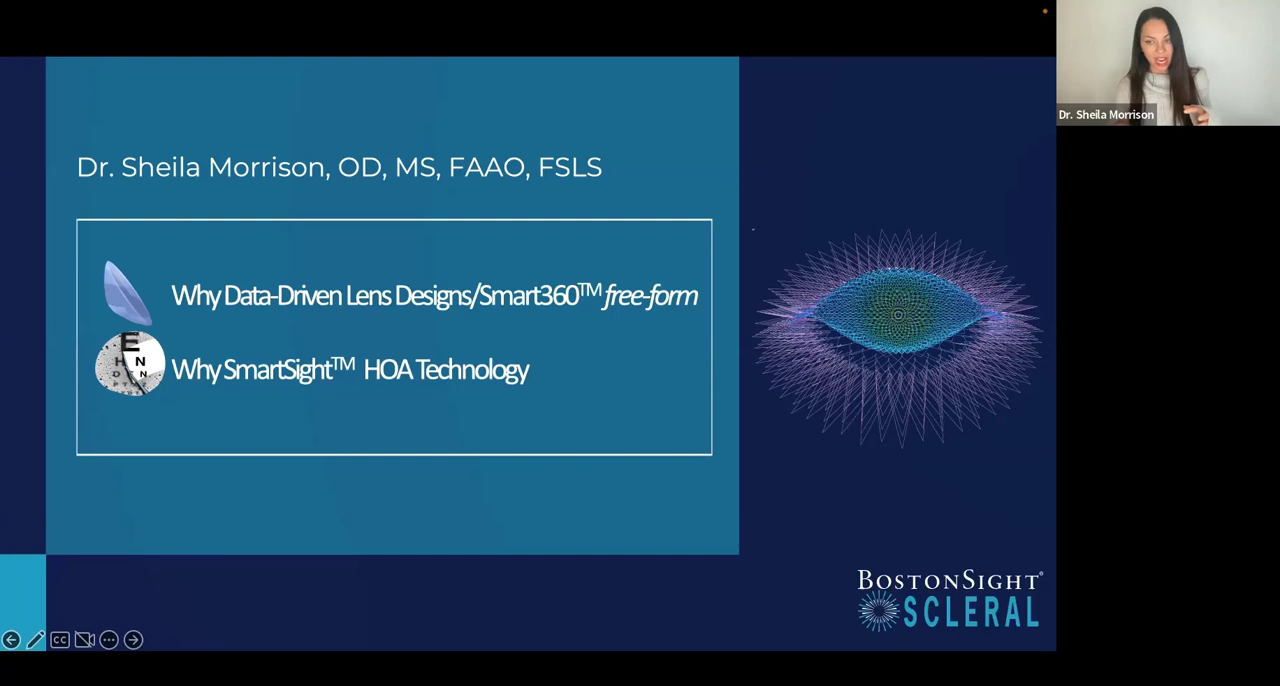 Dr. Sheila Morrison, OD, MS, FAAO, FSLS
Why Data-Driven Lens Designs/Smart360™ free-form
E
N
N
Why SmartSight™ HOA Technology
BOSTONSIGHT®
SCLERAL
CC
Dr. Sheila Morrison